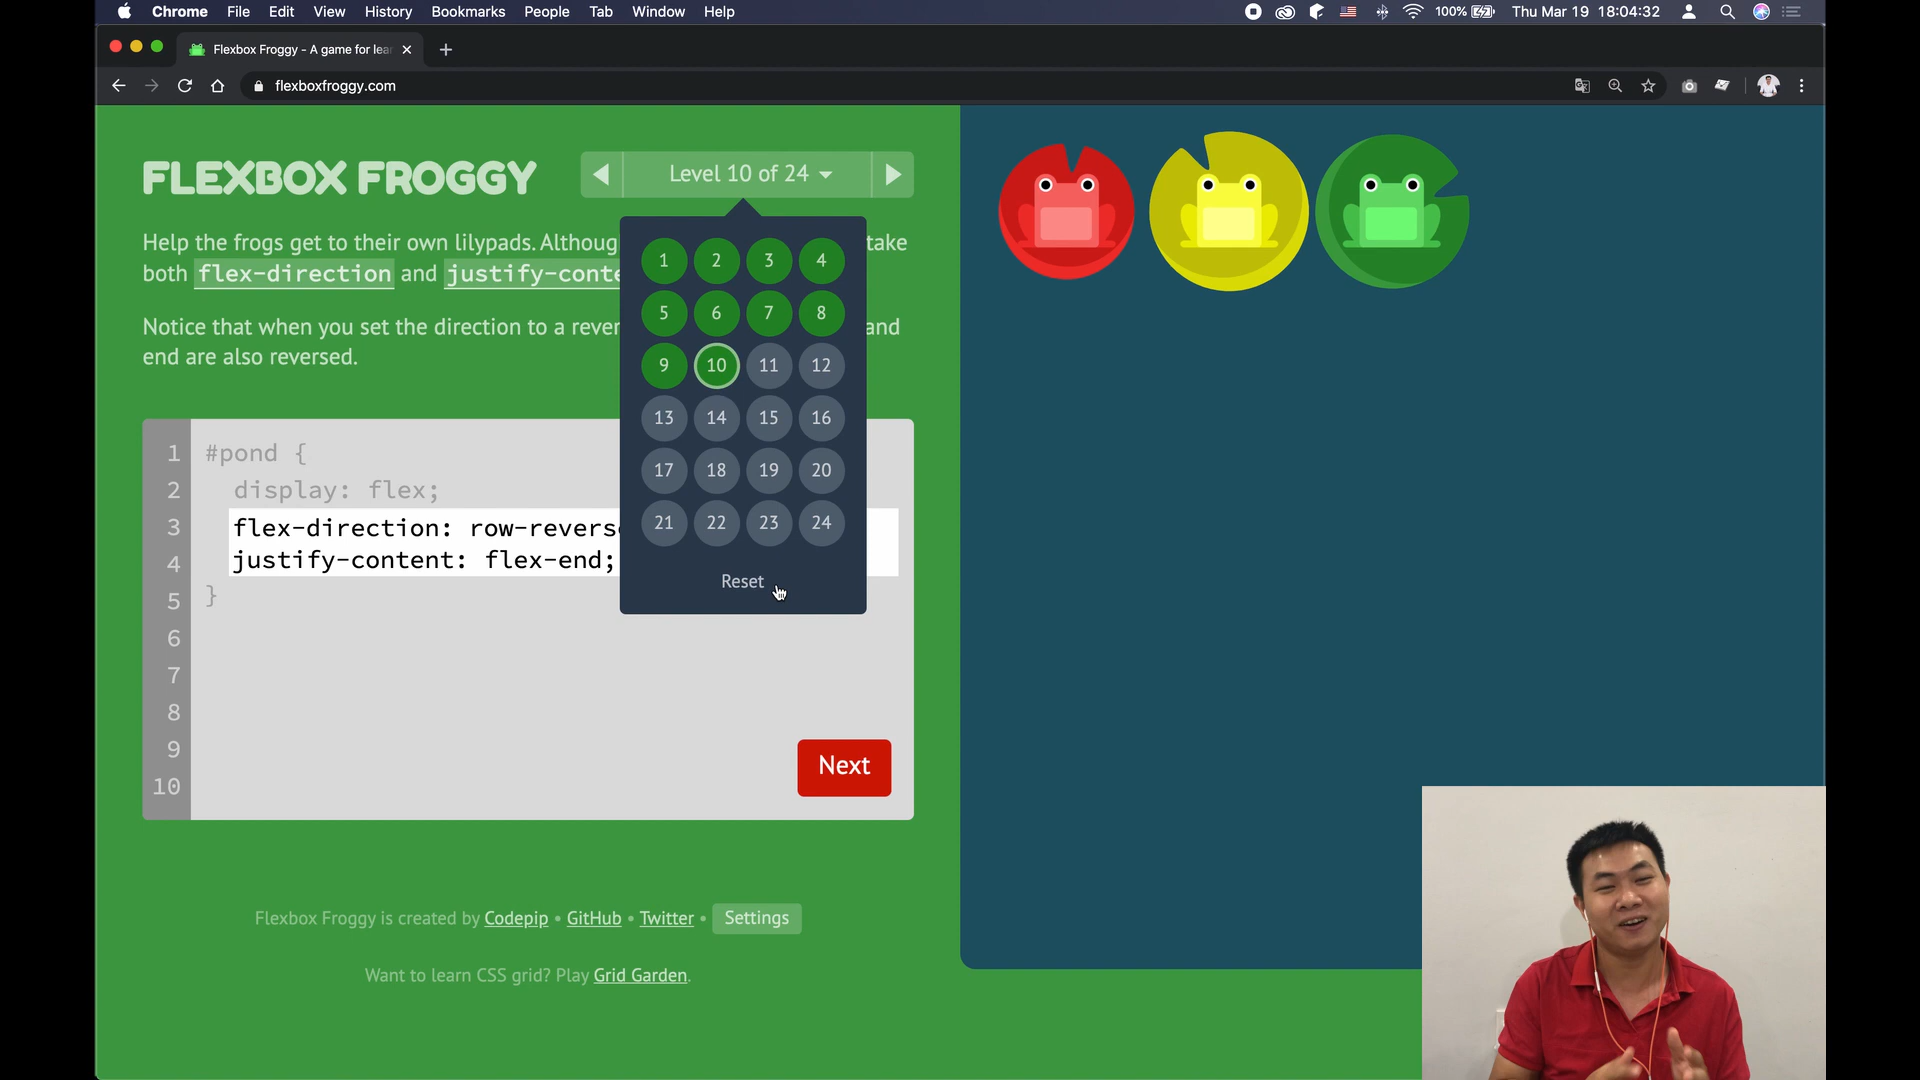 Chrome File Edit View History Bookmarks People Tab Window Help 100% Thu Mar 19 18:04:32
Flexbox Froggy - A game for lea
flexboxfroggy.com
FLEXBOX FROGGY
Level 10 of 24
Help the frogs get to their own lilypads. Althoug take
both flex-direction and justify-conte
Notice that when you set the direction to a rever and
end are also reversed.
1 2 3 4
5 6 7 8
9 10 11 12
13 14 15 16
17 18 19 20
21 22 23 24
Reset
1 #pond {
2 display: flex;
3 flex-direction: row-revers
4 justify-content: flex-end;
5 }
6
7
8
9
10
Next
Flexbox Froggy is created by Codepip • GitHub • Twitter • Settings
Want to learn CSS grid? Play Grid Garden.